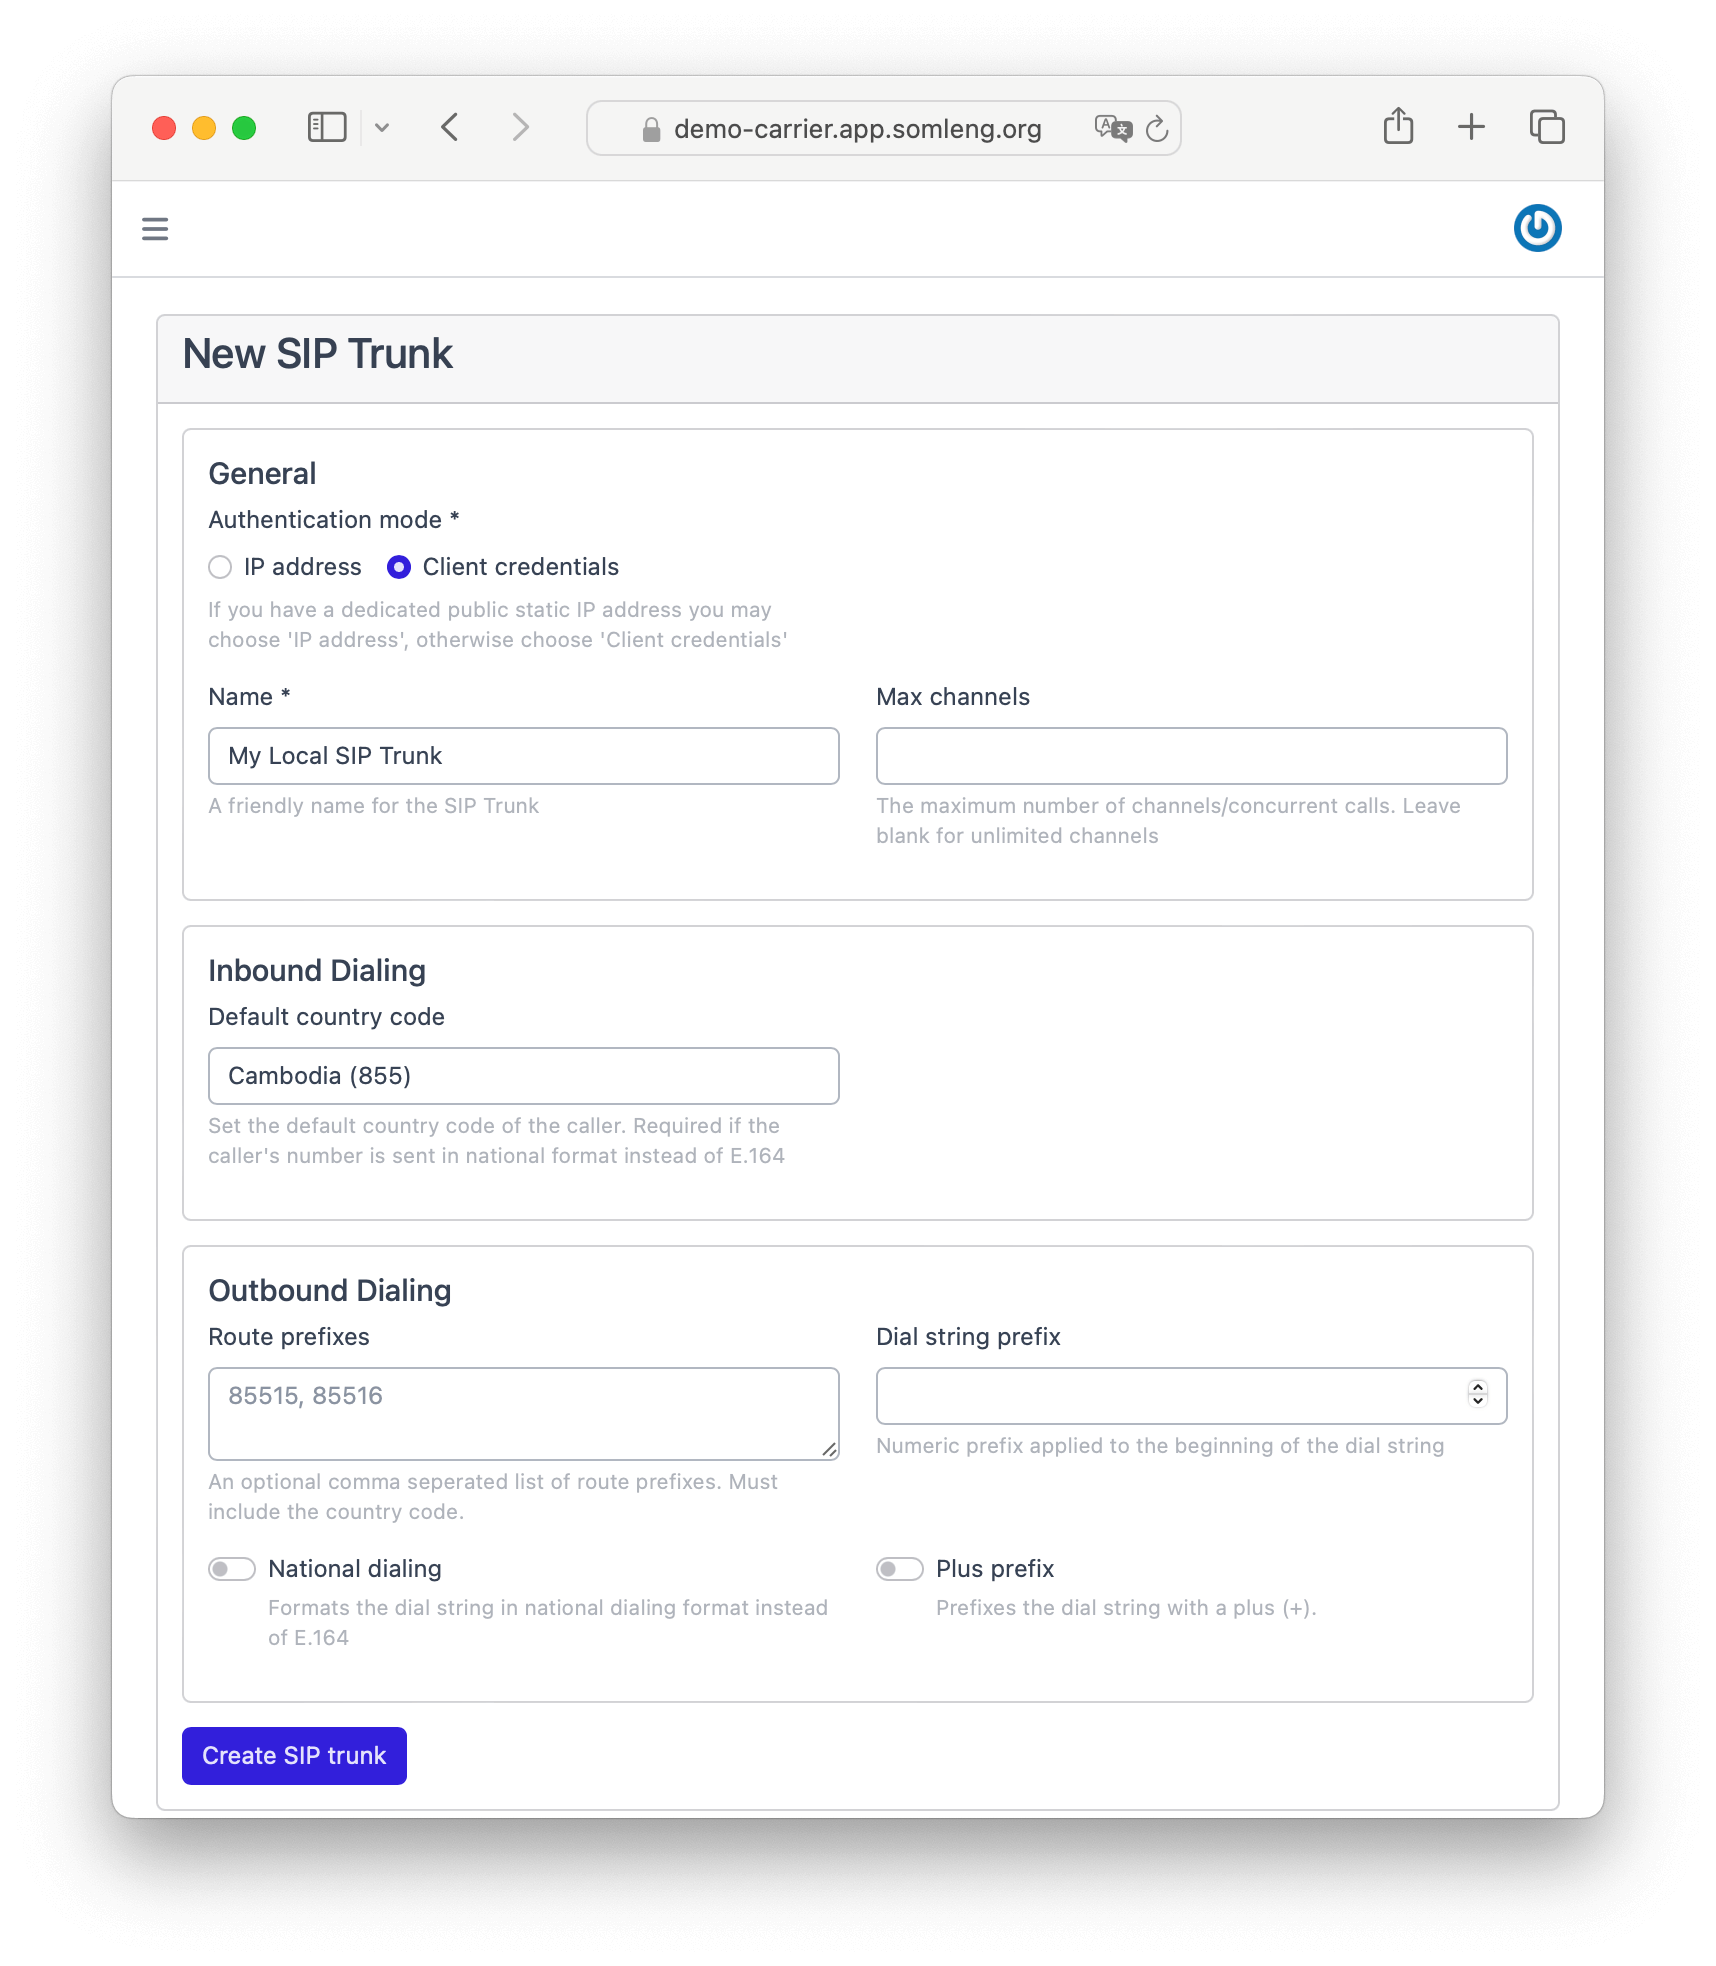 demo-carrier.app.somleng.org
New SIP Trunk
General
Authentication mode *
IP address
Client credentials
If you have a dedicated public static IP address you may
choose 'IP address', otherwise choose 'Client credentials'
Name *
My Local SIP Trunk
A friendly name for the SIP Trunk
Max channels
The maximum number of channels/concurrent calls. Leave
blank for unlimited channels
Inbound Dialing
Default country code
Cambodia (855)
Set the default country code of the caller. Required if the
caller's number is sent in national format instead of E.164
Outbound Dialing
Route prefixes
85515, 85516
An optional comma seperated list of route prefixes. Must
include the country code.
Dial string prefix
Numeric prefix applied to the beginning of the dial string
National dialing
Formats the dial string in national dialing format instead
of E.164
Plus prefix
Prefixes the dial string with a plus (+).
Create SIP trunk